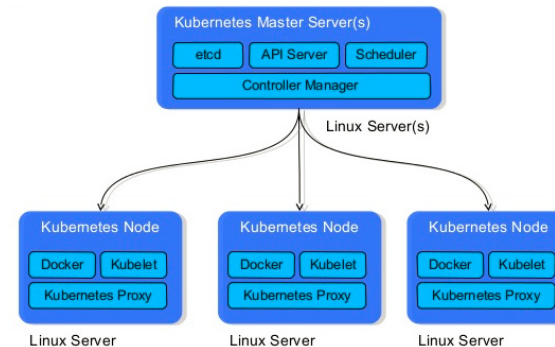 Kubernetes Master Server(s)
etcd API Server Scheduler
Controller Manager
Linux Server(s)
Kubernetes Node Kubernetes Node Kubernetes Node
Docker Kubelet Docker Kubelet Docker Kubelet
Kubernetes Proxy Kubernetes Proxy Kubernetes Proxy
Linux Server Linux Server Linux Server